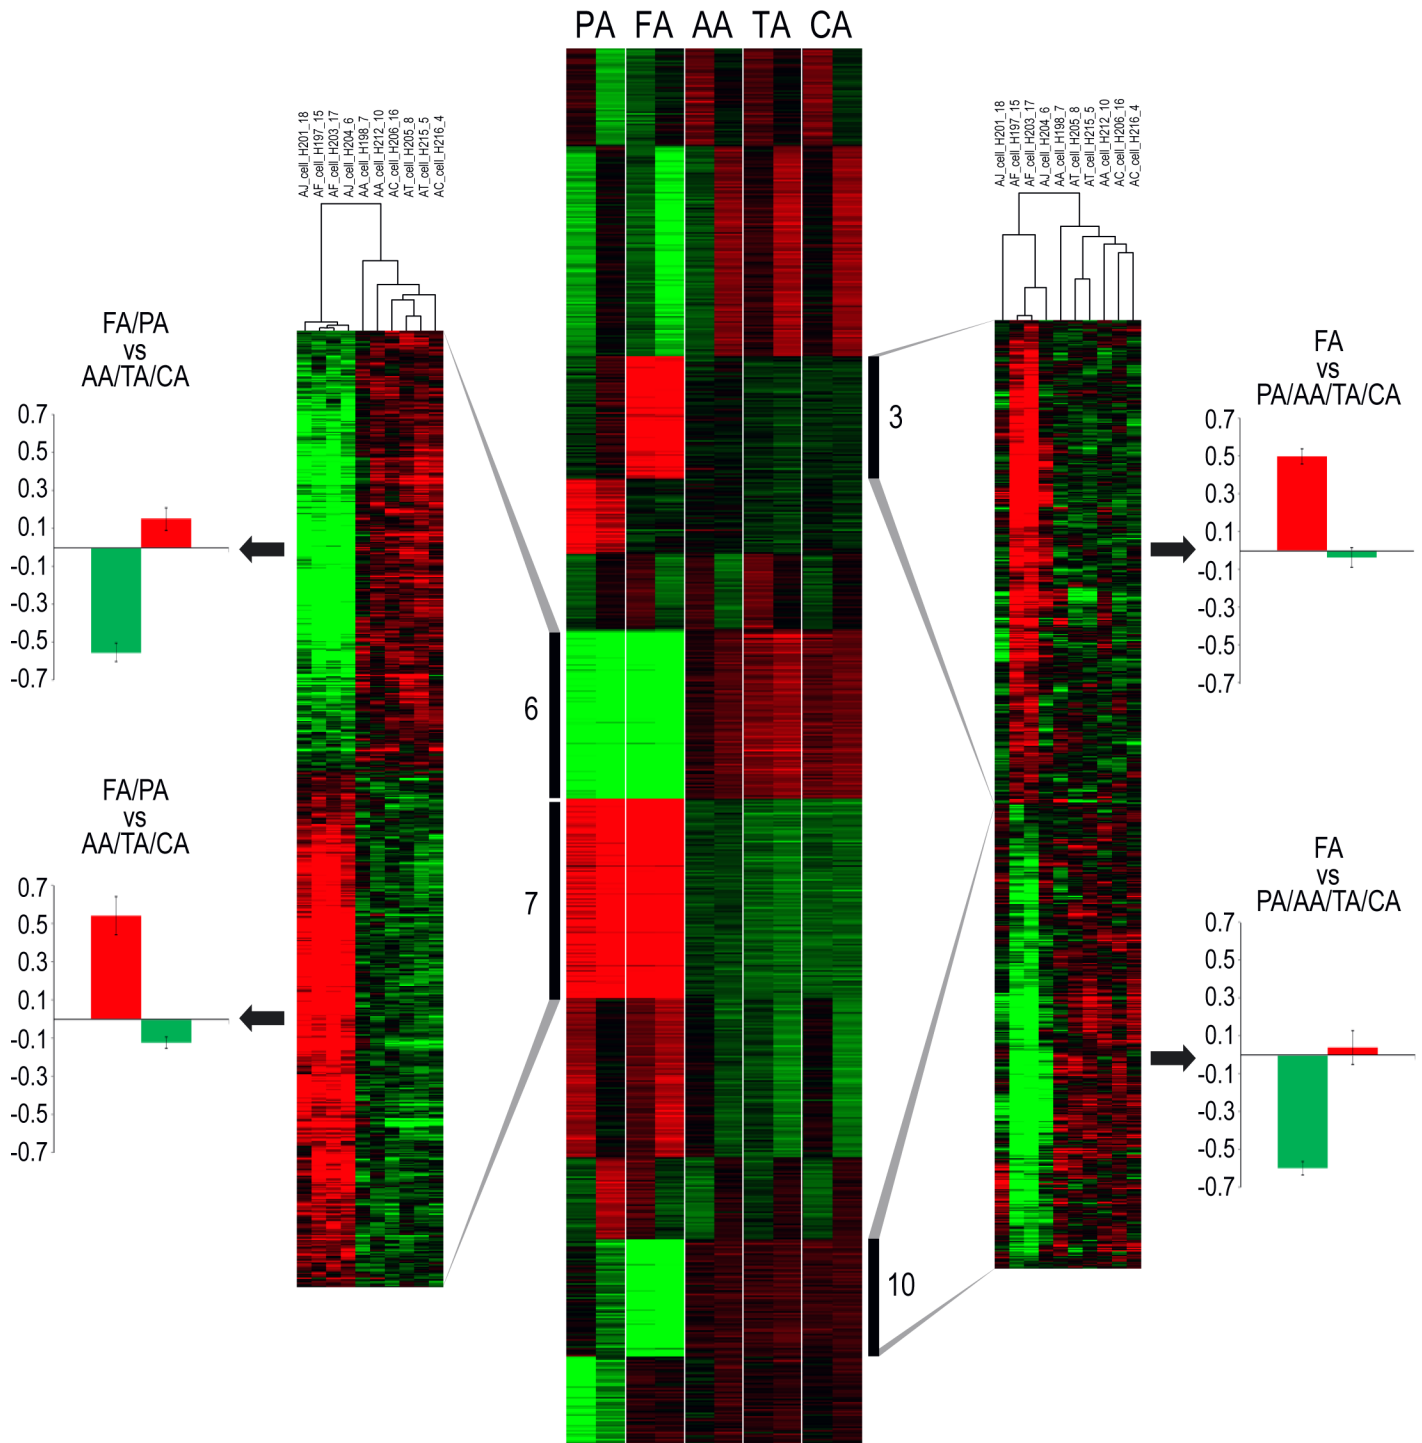 PA FA AA TA CA
AJ_cell_H201_18
AF_cell_H197_15
AF_cell_H203_17
AJ_cell_H204_6
AA_cell_H198_7
AA_cell_H212_10
AC_cell_H206_16
AT_cell_H205_8
AT_cell_H215_5
AC_cell_H216_4
AJ_cell_H201_18
AF_cell_H197_15
AF_cell_H203_17
AJ_cell_H204_6
AA_cell_H198_7
AT_cell_H205_8
AT_cell_H215_5
AA_cell_H212_10
AC_cell_H206_16
AC_cell_H216_4
FA/PA
vs
AA/TA/CA
0.7
0.5
0.3
0.1
-0.1
-0.3
-0.5
-0.7
FA/PA
vs
AA/TA/CA
0.7
0.5
0.3
0.1
-0.1
-0.3
-0.5
-0.7
3
6
7
10
FA
vs
PA/AA/TA/CA
0.7
0.5
0.3
0.1
-0.1
-0.3
-0.5
-0.7
FA
vs
PA/AA/TA/CA
0.7
0.5
0.3
0.1
-0.1
-0.3
-0.5
-0.7